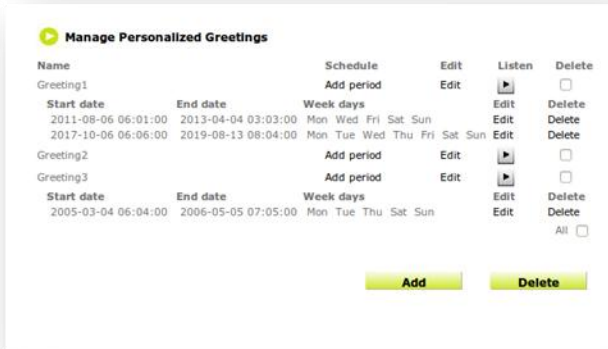 Manage Personalized Greetings
Name Schedule Edit Listen Delete
Greeting1 Add period Edit
Start date End date Week days Edit Delete
2011-08-06 06:01:00 2013-04-04 03:03:00 Mon Wed Fri Sat Sun Edit Delete
2017-10-06 06:06:00 2019-08-13 08:04:00 Mon Tue Wed Thu Fri Sat Sun Edit Delete
Greeting2 Add period Edit
Greeting3 Add period Edit
Start date End date Week days Edit Delete
2005-03-04 06:04:00 2006-05-05 07:05:00 Mon Tue Thu Sat Sun Edit Delete
All
Add Delete